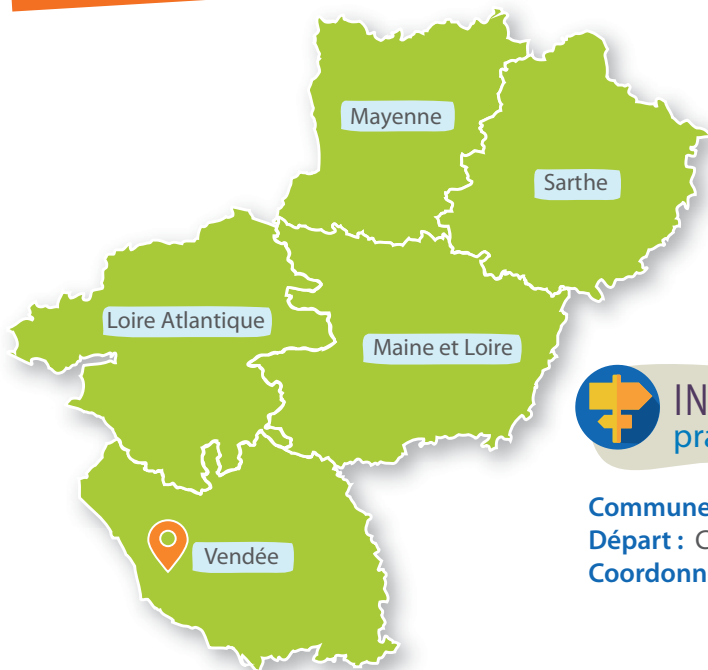 Mayenne
Sarthe
Loire Atlantique
Maine et Loire
Vendée
IN
pra
Commune
Départ : C
Coordonn